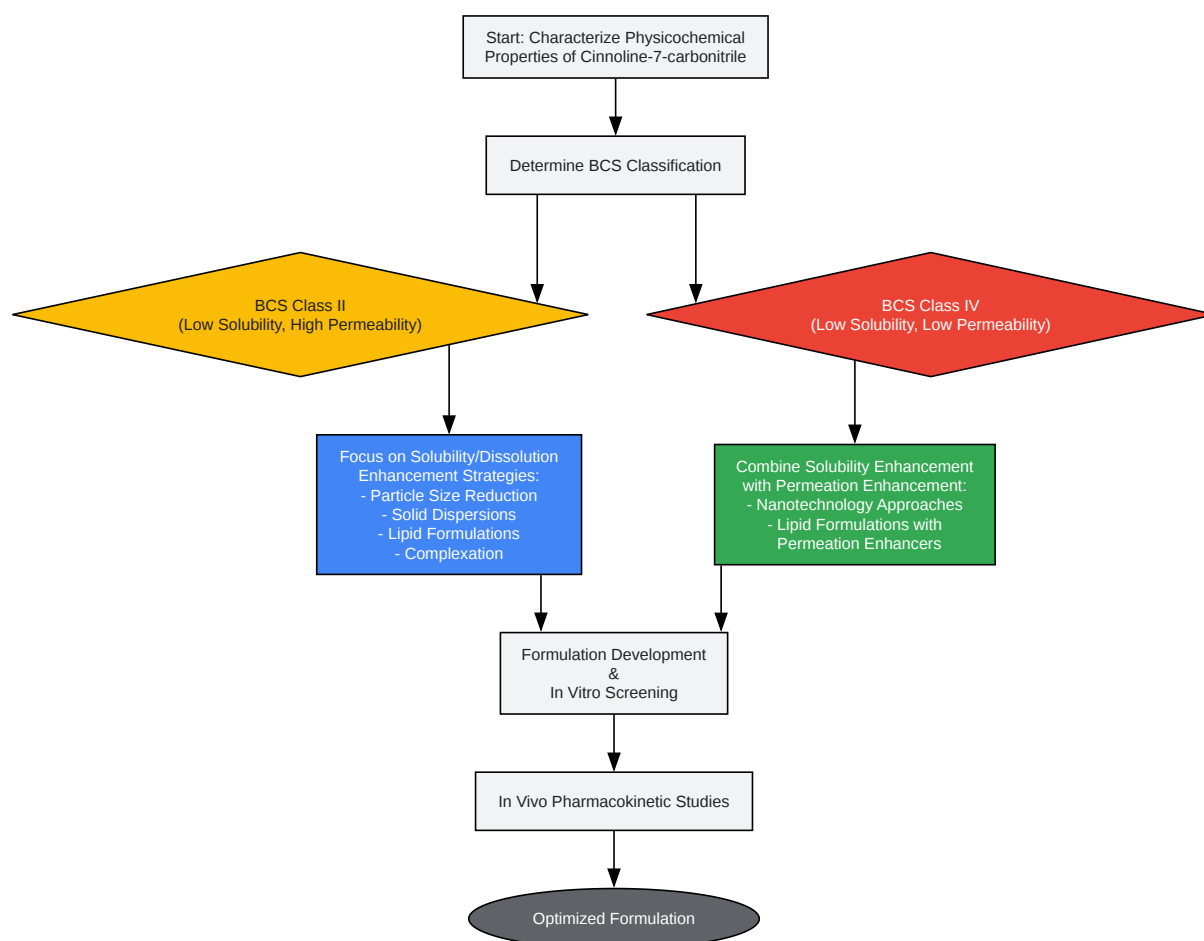 Start: Characterize Physicochemical
Properties of Cinnoline-7-carbonitrile
Determine BCS Classification
BCS Class II
(Low Solubility, High Permeability)
BCS Class IV
(Low Solubility, Low Permeability)
Focus on Solubility/Dissolution
Enhancement Strategies:
- Particle Size Reduction
- Solid Dispersions
- Lipid Formulations
- Complexation
Combine Solubility Enhancement
with Permeation Enhancement:
- Nanotechnology Approaches
- Lipid Formulations with
Permeation Enhancers
Formulation Development
&
In Vitro Screening
In Vivo Pharmacokinetic Studies
Optimized Formulation